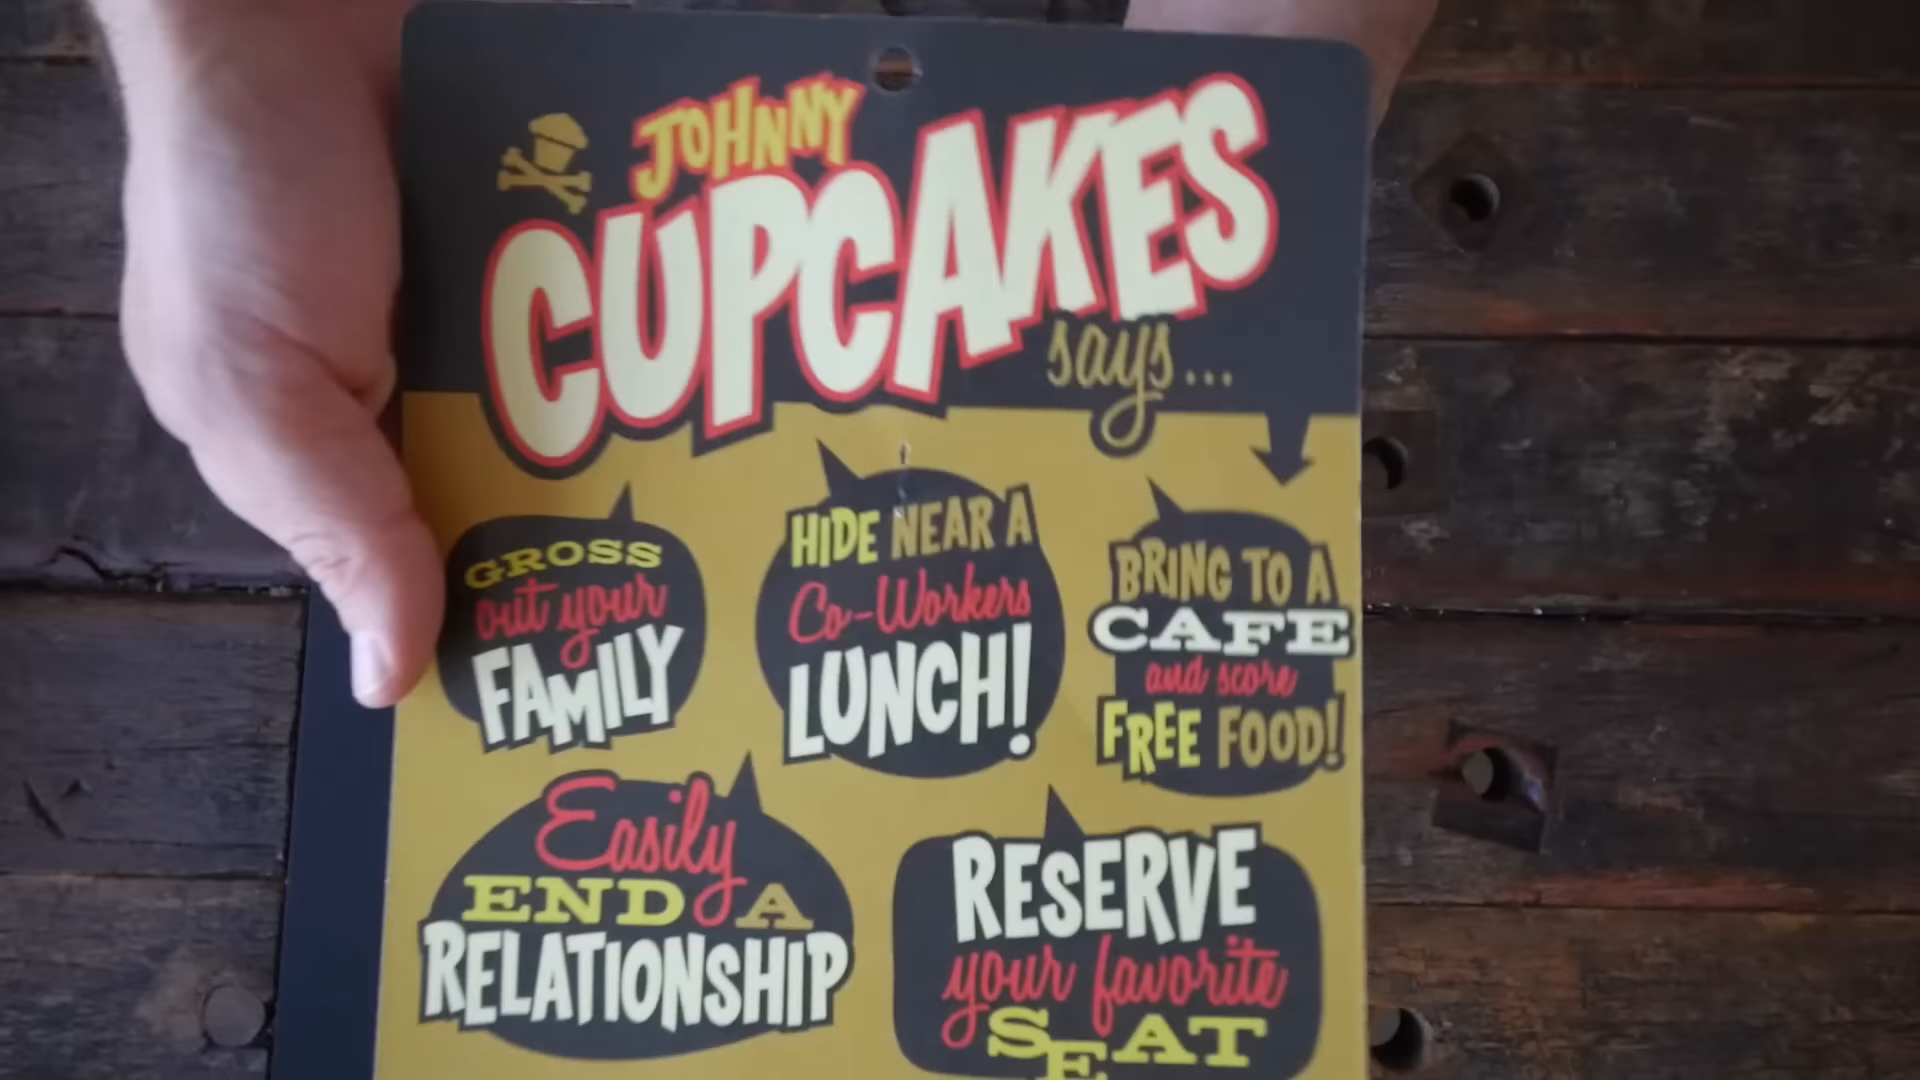 JOHNNY
CUPCAKES
says...
GROSS
out your
FAMILY
HIDE NEAR A
Co-Workers
LUNCH!
BRING TO A
CAFE
and score
FREE FOOD!
Easily
END A
RELATIONSHIP
RESERVE
your favorite
SEAT